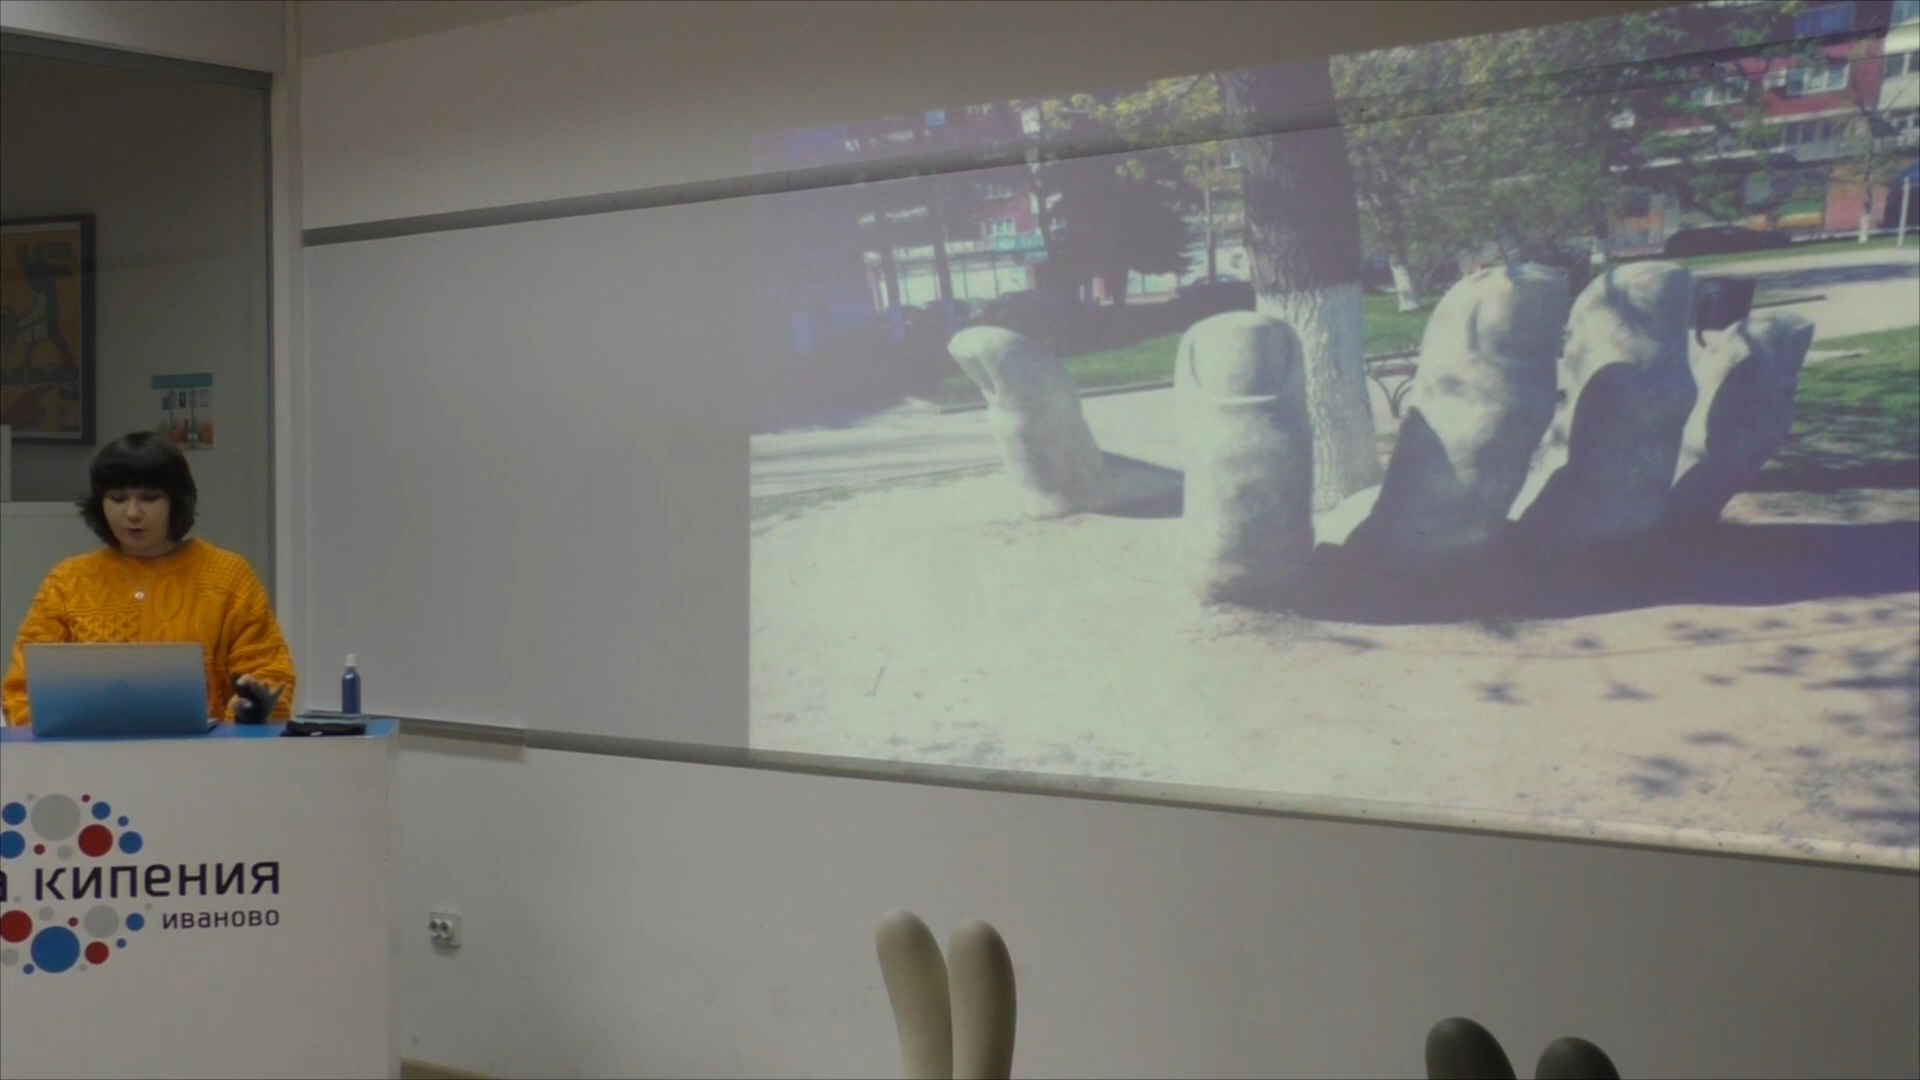 а кипения
иваново